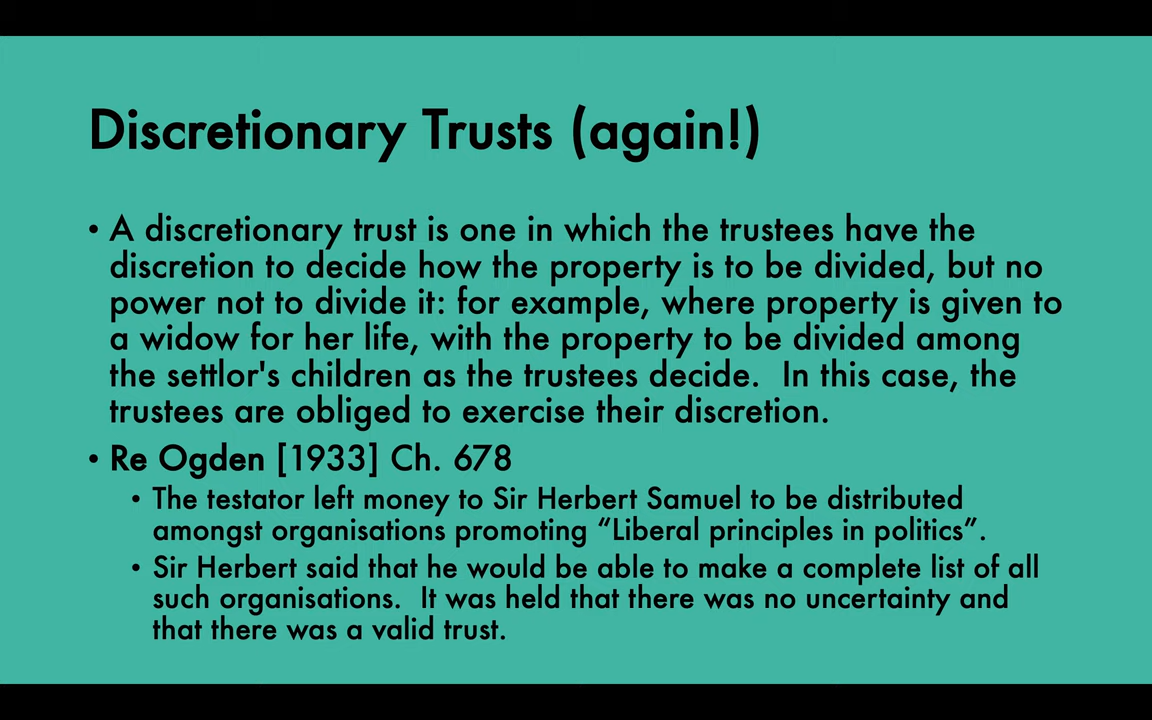 Discretionary Trusts (again!)
• A discretionary trust is one in which the trustees have the
discretion to decide how the property is to be divided, but no
power not to divide it: for example, where property is given to
a widow for her life, with the property to be divided among
the settlor's children as the trustees decide.  In this case, the
trustees are obliged to exercise their discretion.
• Re Ogden [1933] Ch. 678
• The testator left money to Sir Herbert Samuel to be distributed
amongst organisations promoting “Liberal principles in politics”.
• Sir Herbert said that he would be able to make a complete list of all
such organisations.  It was held that there was no uncertainty and
that there was a valid trust.